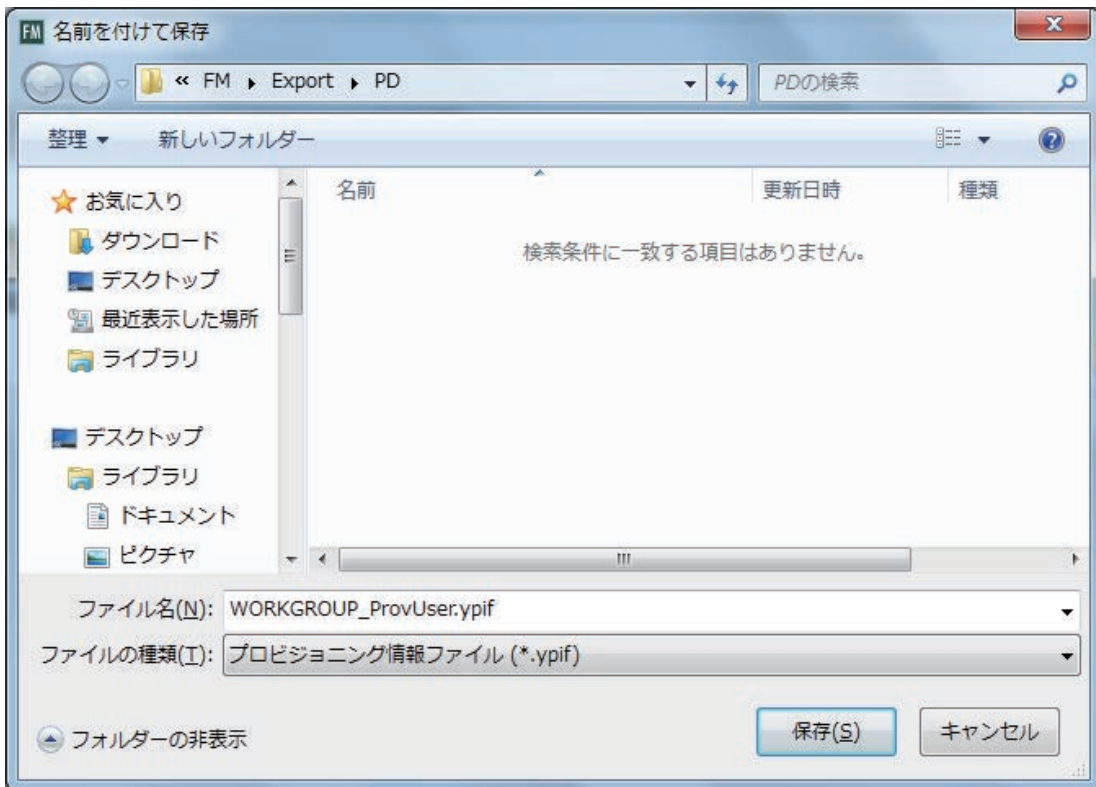 FM 名前を付けて保存
« FM ▸ Export ▸ PD PDの検索
整理 ▼ 新しいフォルダー
お気に入り
ダウンロード
デスクトップ
最近表示した場所
ライブラリ
デスクトップ
ライブラリ
ドキュメント
ピクチャ
名前 更新日時 種類
検索条件に一致する項目はありません。
ファイル名(N): WORKGROUP_ProvUser.ypif
ファイルの種類(T): プロビジョニング情報ファイル (*.ypif)
フォルダーの非表示 保存(S) キャンセル